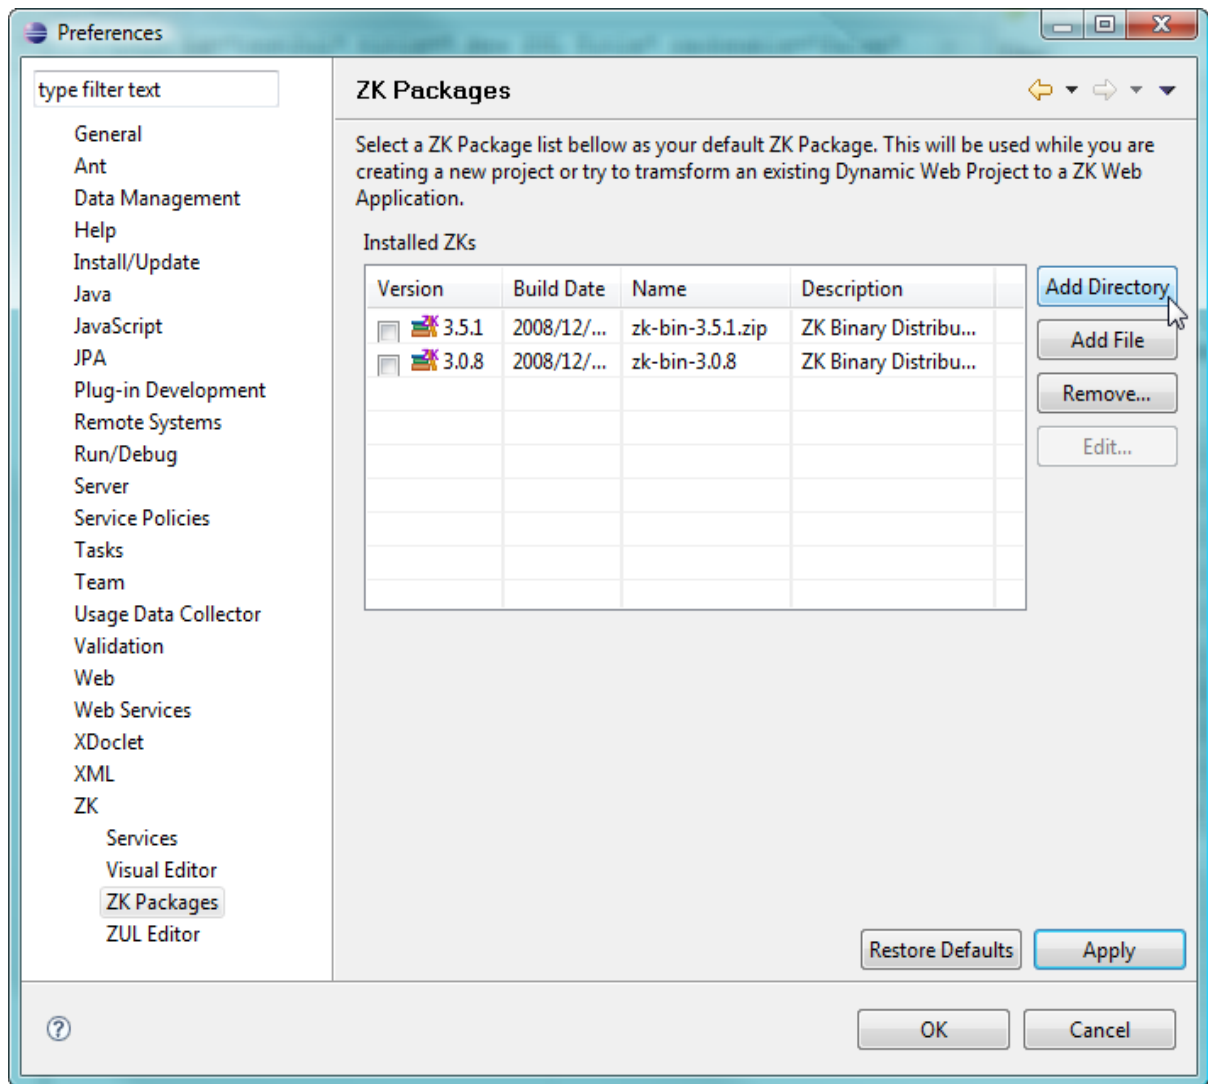 Preferences
type filter text
General
Ant
Data Management
Help
Install/Update
Java
JavaScript
JPA
Plug-in Development
Remote Systems
Run/Debug
Server
Service Policies
Tasks
Team
Usage Data Collector
Validation
Web
Web Services
XDoclet
XML
ZK
Services
Visual Editor
ZK Packages
ZUL Editor
ZK Packages
Select a ZK Package list bellow as your default ZK Package. This will be used while you are
creating a new project or try to tramsform an existing Dynamic Web Project to a ZK Web
Application.
Installed ZKs
Version Build Date Name Description
ZK 3.5.1 2008/12/... zk-bin-3.5.1.zip ZK Binary Distribu...
ZK 3.0.8 2008/12/... zk-bin-3.0.8 ZK Binary Distribu...
Add Directory
Add File
Remove...
Edit...
Restore Defaults Apply
? OK Cancel